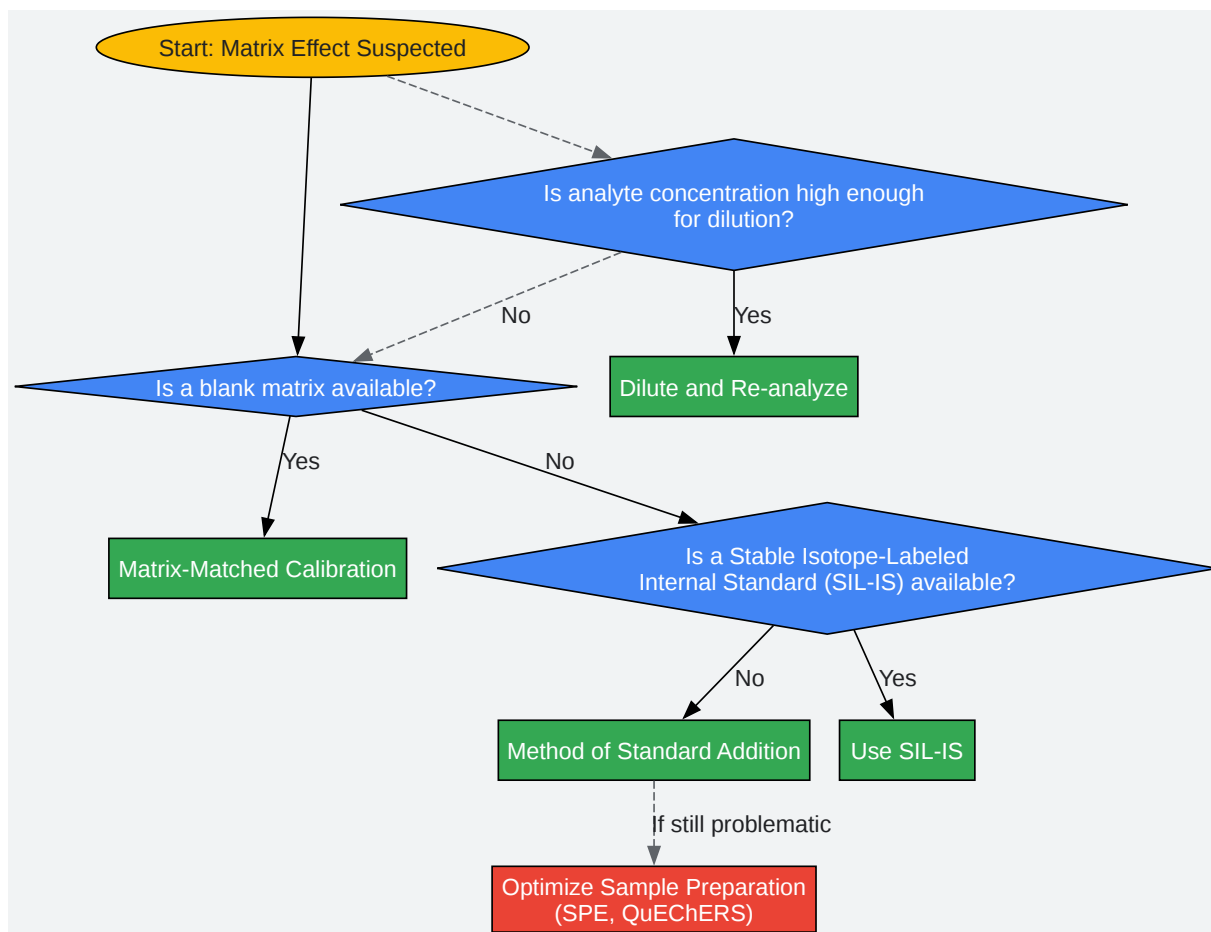 Start: Matrix Effect Suspected
Is analyte concentration high enough
for dilution?
No
Yes
Is a blank matrix available?
Dilute and Re-analyze
Yes
No
Matrix-Matched Calibration
Is a Stable Isotope-Labeled
Internal Standard (SIL-IS) available?
No
Yes
Method of Standard Addition
Use SIL-IS
If still problematic
Optimize Sample Preparation
(SPE, QuEChERS)